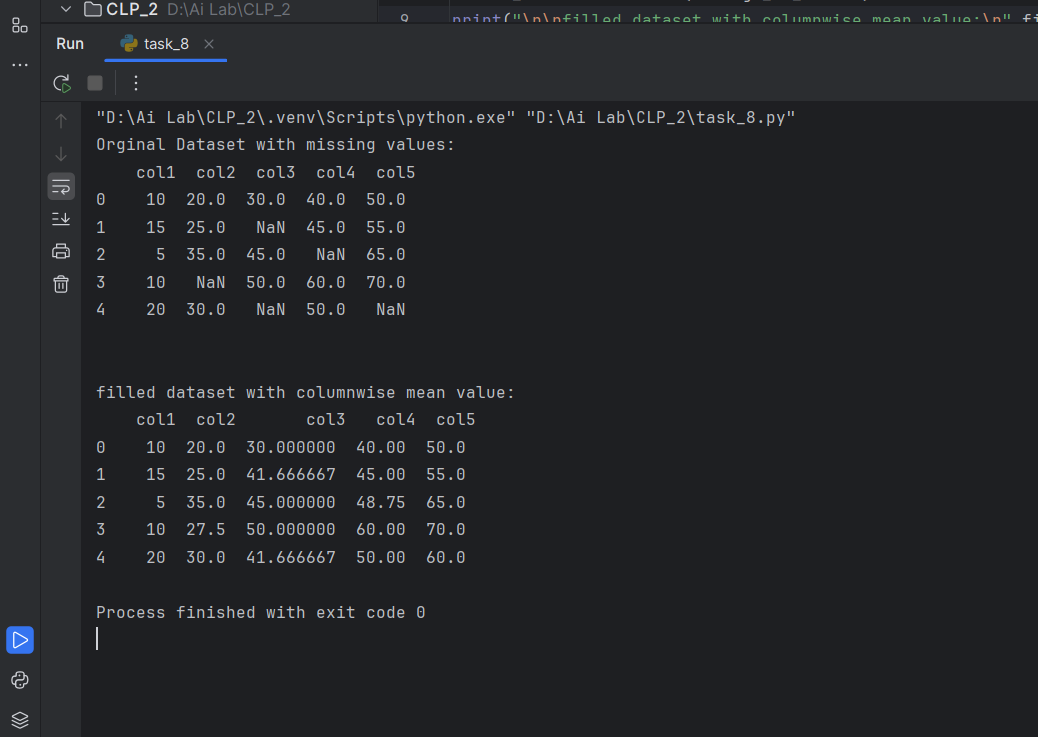 CLP_2 D:\Ai Lab\CLP_2
9 print("\n\nfilled dataset with columnwise mean value:\n"
Run task_8
"D:\Ai Lab\CLP_2\.venv\Scripts\python.exe" "D:\Ai Lab\CLP_2\task_8.py"
Orginal Dataset with missing values:
col1 col2 col3 col4 col5
0 10 20.0 30.0 40.0 50.0
1 15 25.0 NaN 45.0 55.0
2 5 35.0 45.0 NaN 65.0
3 10 NaN 50.0 60.0 70.0
4 20 30.0 NaN 50.0 NaN
filled dataset with columnwise mean value:
col1 col2 col3 col4 col5
0 10 20.0 30.000000 40.00 50.0
1 15 25.0 41.666667 45.00 55.0
2 5 35.0 45.000000 48.75 65.0
3 10 27.5 50.000000 60.00 70.0
4 20 30.0 41.666667 50.00 60.0
Process finished with exit code 0